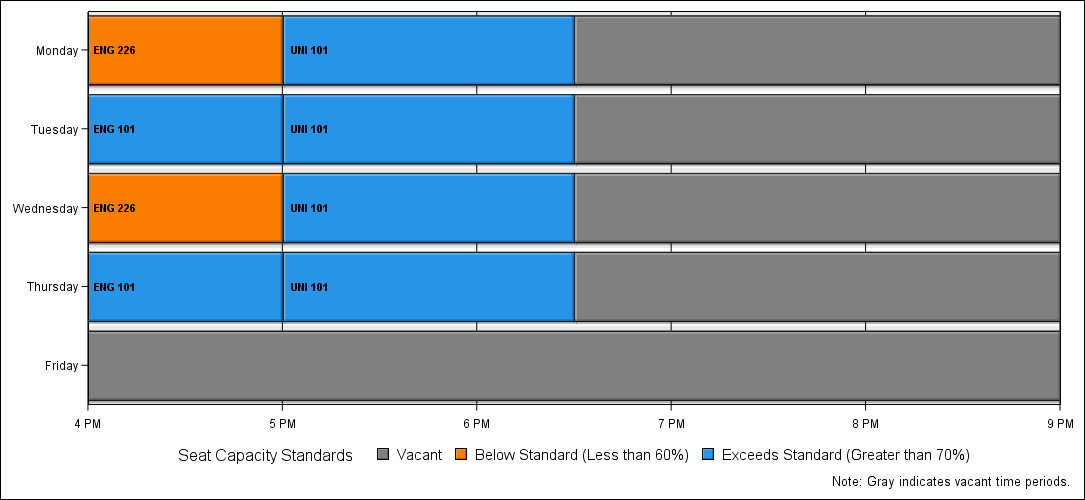 Monday
ENG 226
UNI 101
Tuesday
ENG 101
UNI 101
Wednesday
ENG 226
UNI 101
Thursday
ENG 101
UNI 101
Friday
4 PM 5 PM 6 PM 7 PM 8 PM 9 PM
Seat Capacity Standards Vacant Below Standard (Less than 60%) Exceeds Standard (Greater than 70%)
Note: Gray indicates vacant time periods.